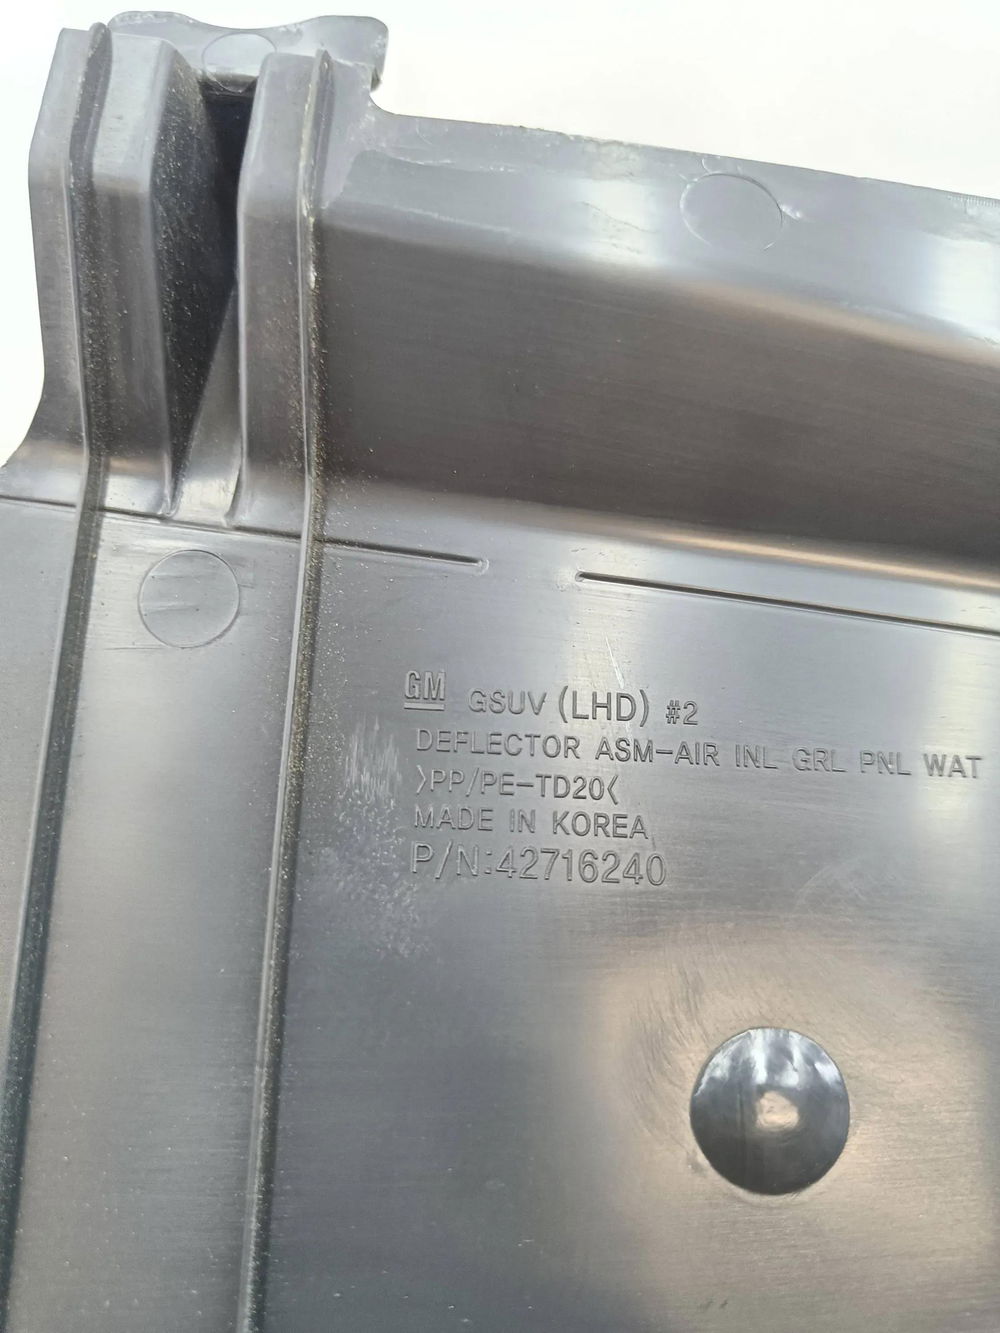 GM GSUV (LHD) #2
DEFLECTOR ASM-AIR INL GRL PNL WAT
>PP/PE-TD20<
MADE IN KOREA
P/N:42716240